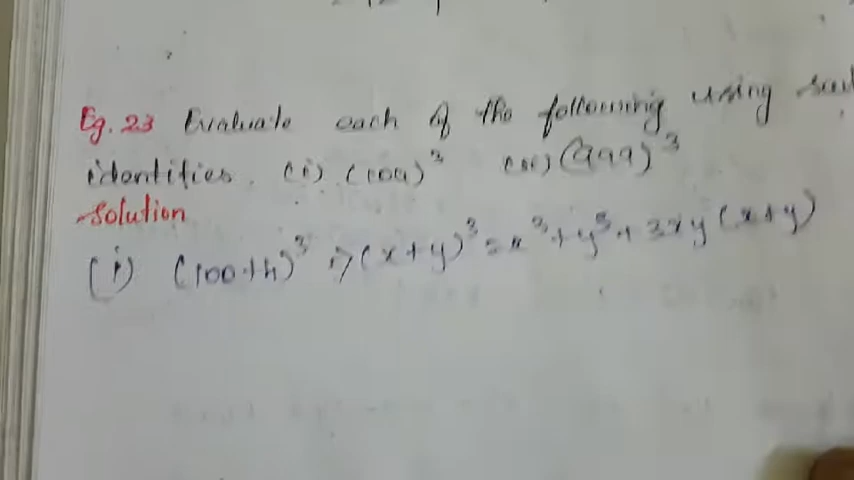 Eg. 23 Evaluate each of the following using
identities. (i) (104)³ (ii) (999)³
Solution
(i) (100+4)³ ⇒ (x+y)³ = x³+y³+3xy(x+y)